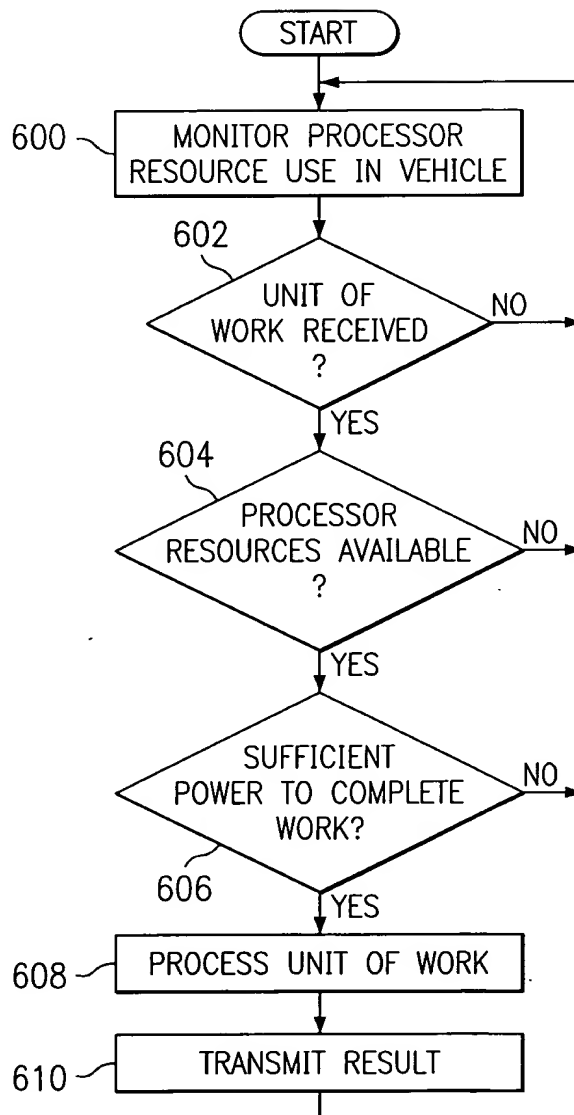 START
600
MONITOR PROCESSOR
RESOURCE USE IN VEHICLE
602
UNIT OF
WORK RECEIVED
?
NO
YES
604
PROCESSOR
RESOURCES AVAILABLE
?
NO
YES
SUFFICIENT
POWER TO COMPLETE
WORK?
NO
606
YES
608
PROCESS UNIT OF WORK
610
TRANSMIT RESULT